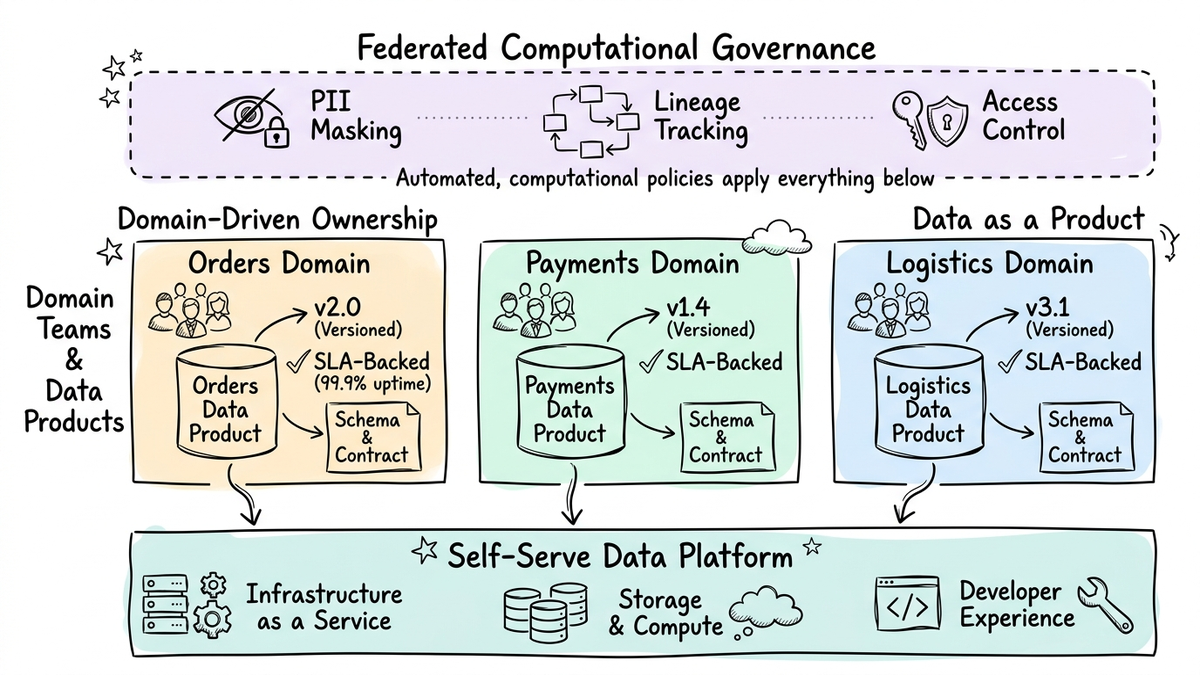 Federated Computational Governance
PII
Masking
Lineage
Tracking
Access
Control
Automated, computational policies apply everything below
Domain-Driven Ownership
Data as a Product
Domain
Teams
&
Data
Products
Orders Domain
v2.0
(Versioned)
SLA-Backed
(99.9% uptime)
Orders
Data
Product
Schema
&
Contract
Payments Domain
v1.4
(Versioned)
SLA-Backed
Payments
Data
Product
Schema
&
Contract
Logistics Domain
v3.1
(Versioned)
SLA-Backed
Logistics
Data
Product
Schema
&
Contract
Self-Serve Data Platform
Infrastructure
as a Service
Storage
& Compute
</>
Developer
Experience